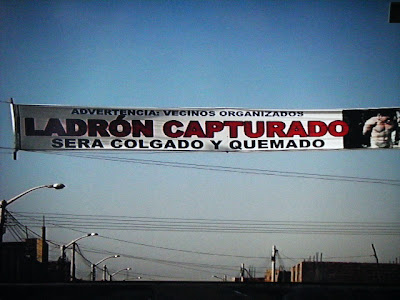 ADVERTENCIA: VECINOS ORGANIZADOS
LADRÓN CAPTURADO
SERA COLGADO Y QUEMADO